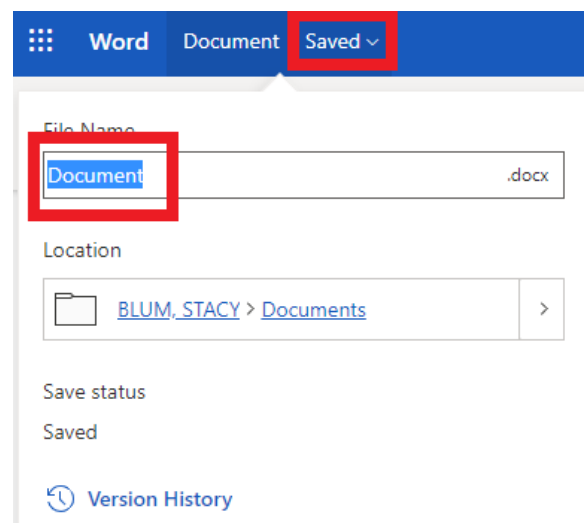 Word Document Saved
File Name
Document .docx
Location
BLUM, STACY > Documents >
Save status
Saved
Version History